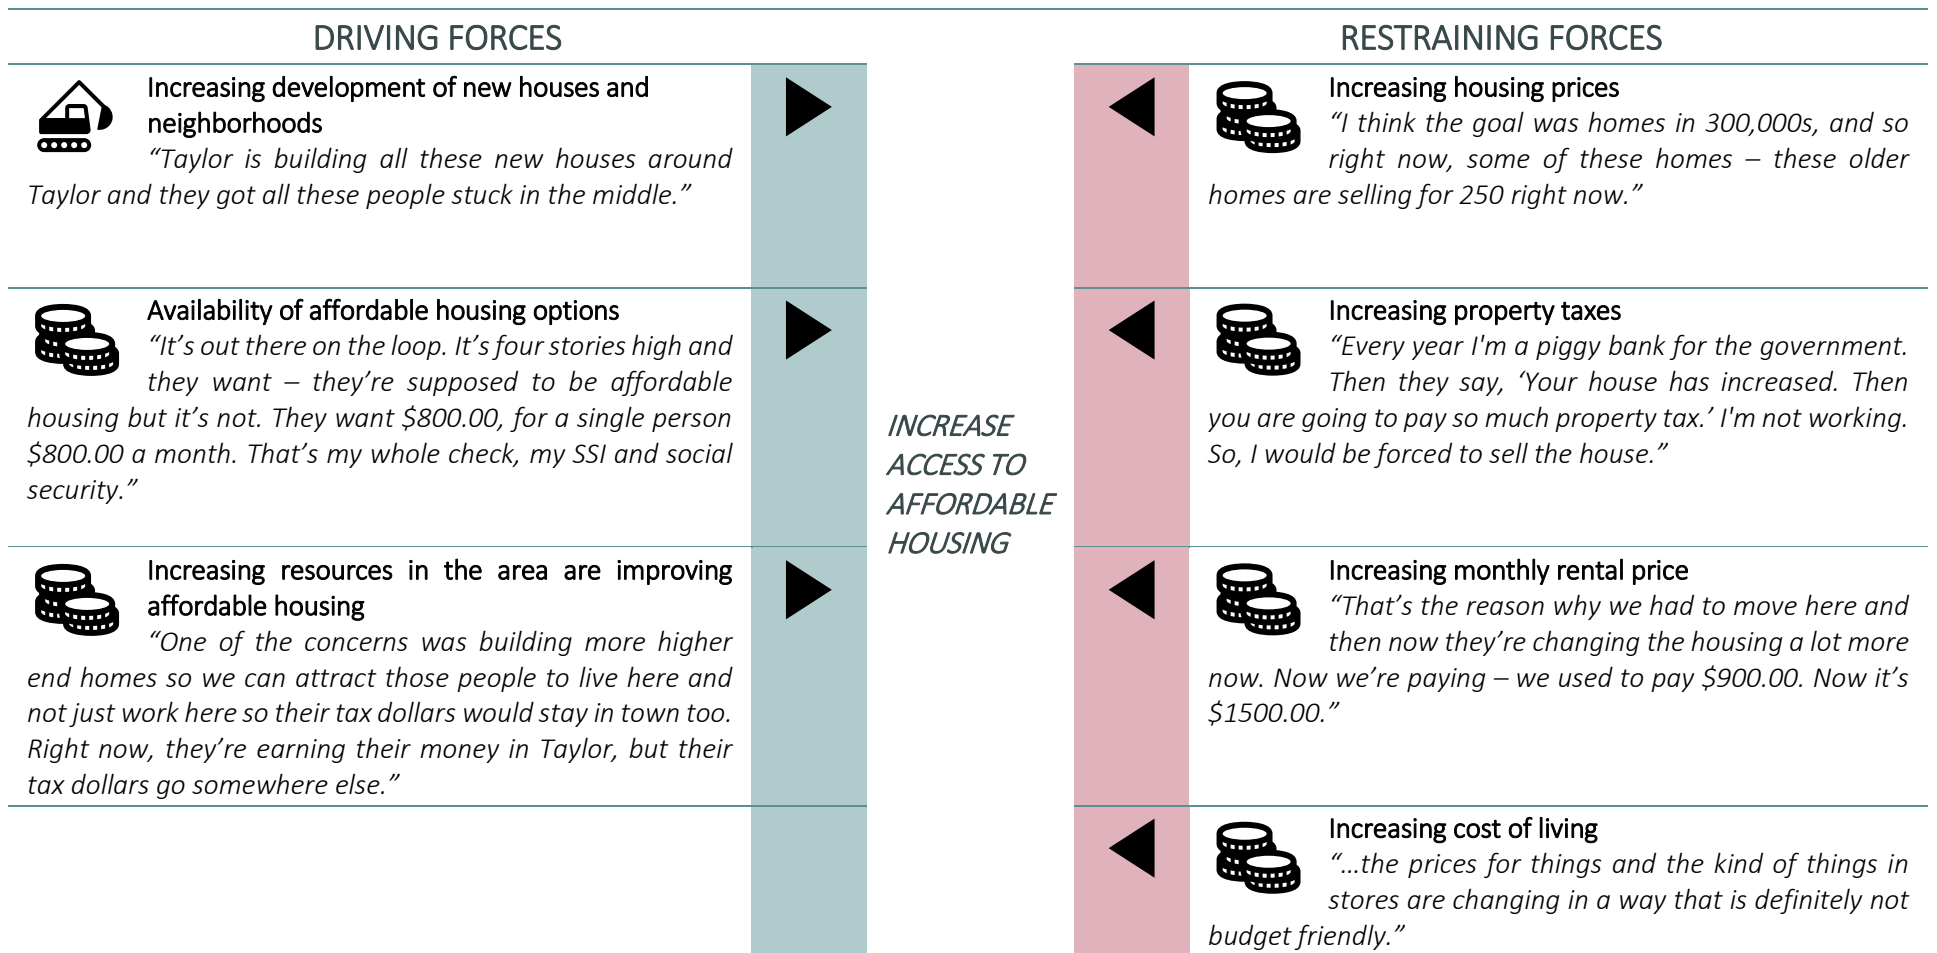 DRIVING FORCES
Increasing development of new houses and
neighborhoods
“Taylor is building all these new houses around
Taylor and they got all these people stuck in the middle.”
Availability of affordable housing options
“It’s out there on the loop. It’s four stories high and
they want – they’re supposed to be affordable
housing but it’s not. They want $800.00, for a single person
$800.00 a month. That’s my whole check, my SSI and social
security.”
Increasing resources in the area are improving
affordable housing
“One of the concerns was building more higher
end homes so we can attract those people to live here and
not just work here so their tax dollars would stay in town too.
Right now, they’re earning their money in Taylor, but their
tax dollars go somewhere else.”
INCREASE
ACCESS TO
AFFORDABLE
HOUSING
RESTRAINING FORCES
Increasing housing prices
“I think the goal was homes in 300,000s, and so
right now, some of these homes – these older
homes are selling for 250 right now.”
Increasing property taxes
“Every year I'm a piggy bank for the government.
Then they say, ‘Your house has increased. Then
you are going to pay so much property tax.’ I'm not working.
So, I would be forced to sell the house.”
Increasing monthly rental price
“That’s the reason why we had to move here and
then now they’re changing the housing a lot more
now. Now we’re paying – we used to pay $900.00. Now it’s
$1500.00.”
Increasing cost of living
“…the prices for things and the kind of things in
stores are changing in a way that is definitely not
budget friendly.”